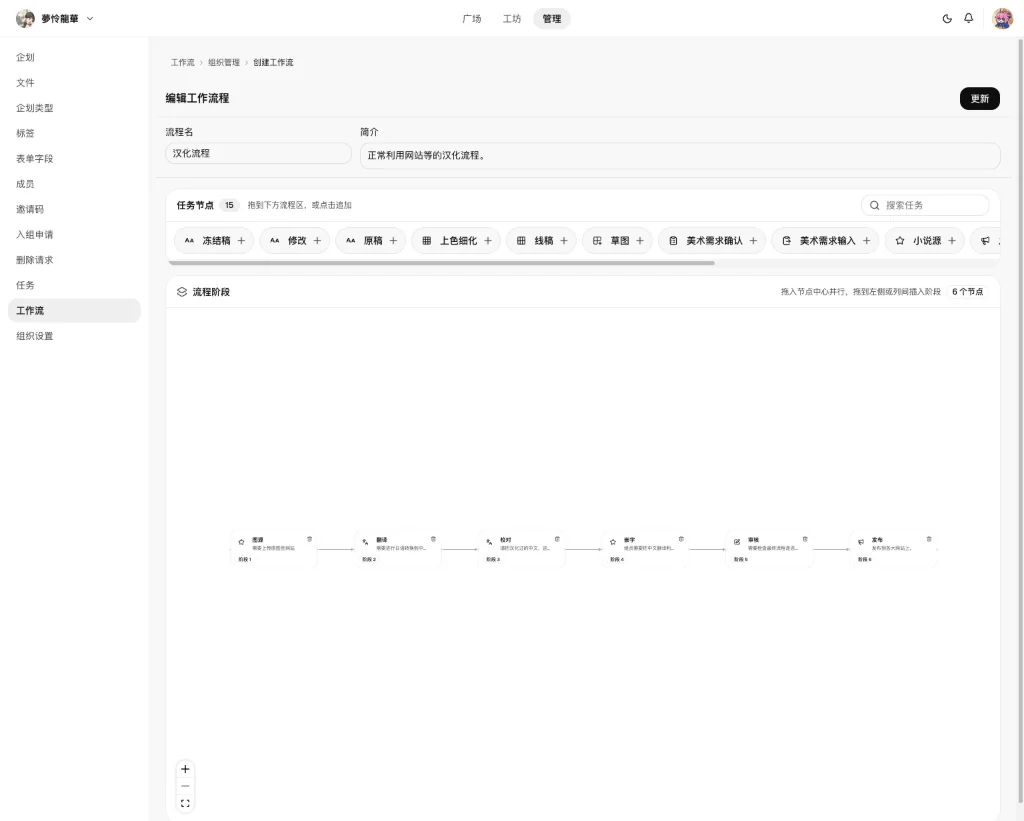 夢怜龍華
广场 工坊 管理
企划
文件
企划类型
标签
表单字段
成员
邀请码
入组申请
删除请求
任务
工作流
组织设置
工作流 › 组织管理 › 创建工作流
编辑工作流程
更新
流程名
简介
汉化流程
正常利用网站等的汉化流程。
任务节点 15 拖到下方流程区，或点击追加
搜索任务
冻结稿 修改 原稿 上色细化 线稿 草图 美术需求确认 美术需求输入 小说源
流程阶段
拖入节点中心并行，拖到左侧或列间插入阶段 6 个节点
图源
阶段 1
翻译
阶段 2
校对
阶段 3
嵌字
阶段 4
审核
阶段 5
发布
阶段 6